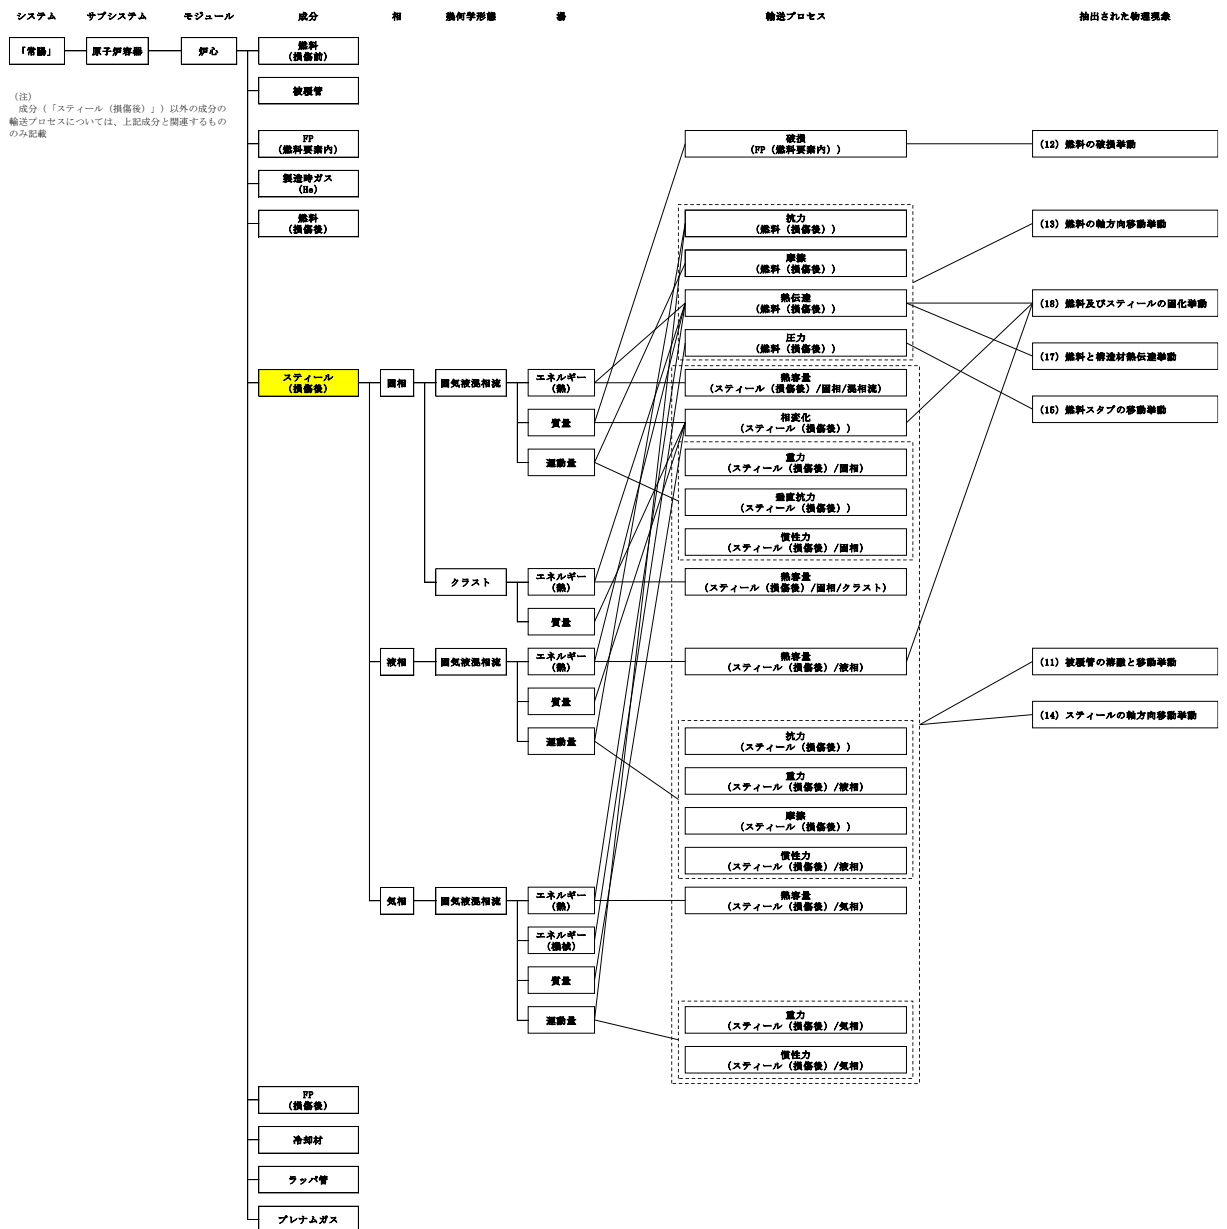 システム
サブシステム
モジュール
成分
相
幾何学形態
場
輸送プロセス
抽出された物理現象
「常陽」
原子炉容器
炉心
燃料
(損傷前)
被覆管
(注)
成分(「スティール(損傷後)」)以外の成分の
輸送プロセスについては、上記成分と関連するもの
のみ記載
FP
(燃料要素内)
破損
(FP(燃料要素内))
(12) 燃料の破損挙動
製造時ガス
(He)
燃料
(損傷後)
抗力
(燃料(損傷後))
(13) 燃料の軸方向移動挙動
摩擦
(燃料(損傷後))
熱伝達
(燃料(損傷後))
(18) 燃料及びスティールの固化挙動
圧力
(燃料(損傷後))
(17) 燃料と構造材熱伝達挙動
スティール
(損傷後)
固相
固気液混相流
エネルギー
(熱)
熱容量
(スティール(損傷後)/固相/混相流)
(15) 燃料スタブの移動挙動
質量
相変化
(スティール(損傷後))
運動量
重力
(スティール(損傷後)/固相)
垂直抗力
(スティール(損傷後))
慣性力
(スティール(損傷後)/固相)
クラスト
エネルギー
(熱)
熱容量
(スティール(損傷後)/固相/クラスト)
質量
液相
固気液混相流
エネルギー
(熱)
熱容量
(スティール(損傷後)/液相)
(11) 被覆管の溶融と移動挙動
質量
(14) スティールの軸方向移動挙動
運動量
抗力
(スティール(損傷後))
重力
(スティール(損傷後)/液相)
摩擦
(スティール(損傷後))
慣性力
(スティール(損傷後)/液相)
気相
固気液混相流
エネルギー
(熱)
熱容量
(スティール(損傷後)/気相)
エネルギー
(機械)
質量
運動量
重力
(スティール(損傷後)/気相)
慣性力
(スティール(損傷後)/気相)
FP
(損傷後)
冷却材
ラッパ管
プレナムガス